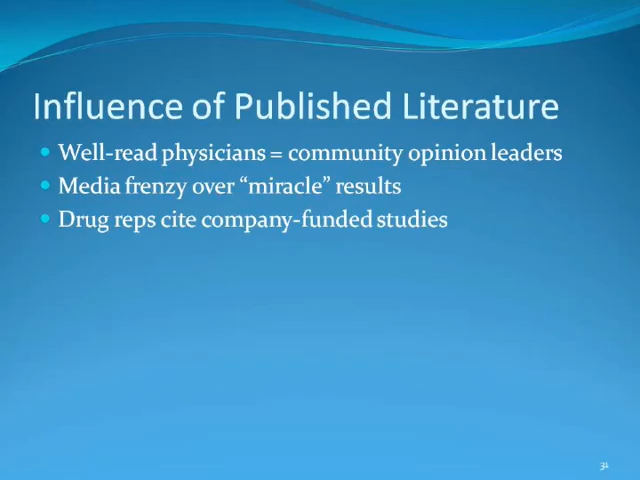 Influence of Published Literature
Well-read physicians = community opinion leaders
Media frenzy over “miracle” results
Drug reps cite company-funded studies
31